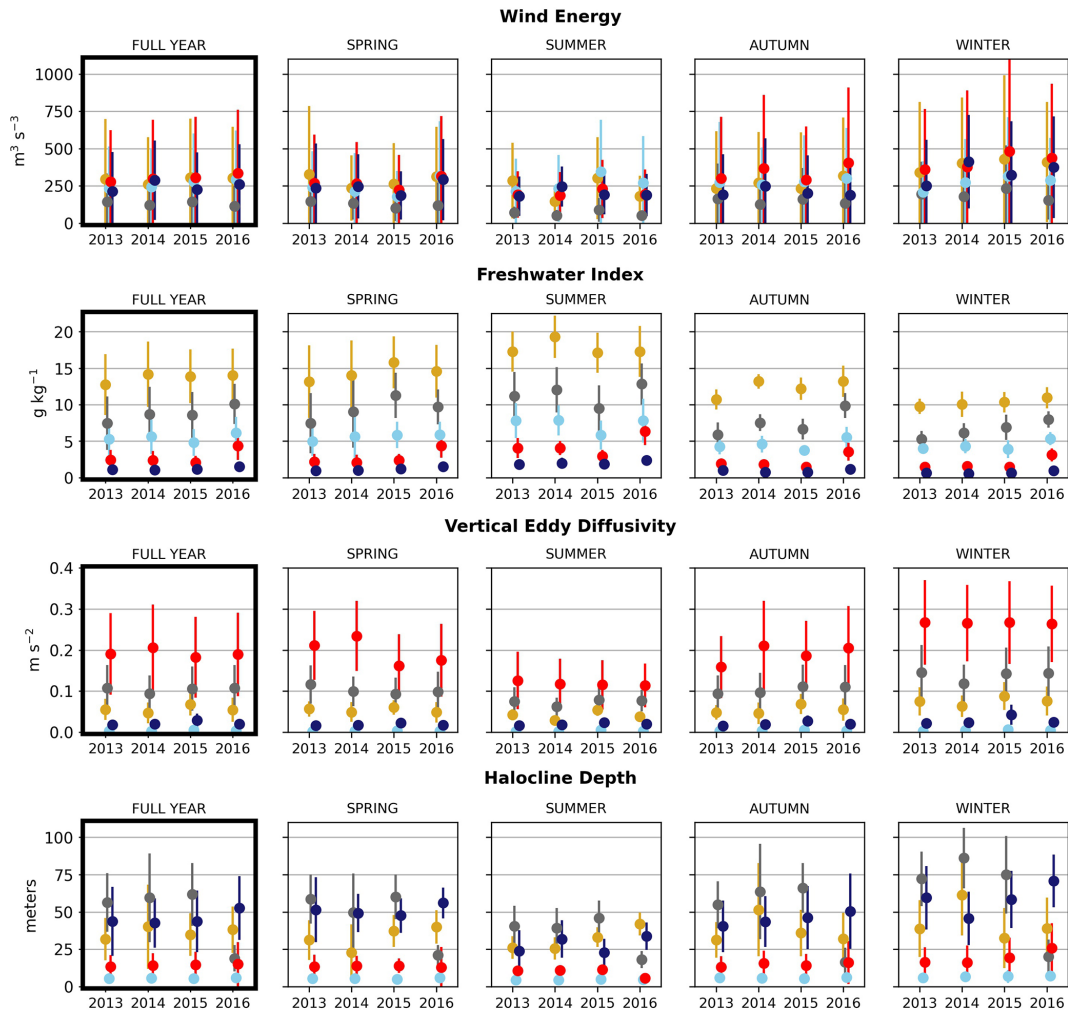 Wind Energy
FULL YEAR SPRING SUMMER AUTUMN WINTER
1000
750
500
250
0
m³ s⁻³
2013 2014 2015 2016 2013 2014 2015 2016 2013 2014 2015 2016 2013 2014 2015 2016 2013 2014 2015 2016
Freshwater Index
FULL YEAR SPRING SUMMER AUTUMN WINTER
20
15
10
5
0
g kg⁻¹
2013 2014 2015 2016 2013 2014 2015 2016 2013 2014 2015 2016 2013 2014 2015 2016 2013 2014 2015 2016
Vertical Eddy Diffusivity
FULL YEAR SPRING SUMMER AUTUMN WINTER
0.4
0.3
0.2
0.1
0.0
m s⁻²
2013 2014 2015 2016 2013 2014 2015 2016 2013 2014 2015 2016 2013 2014 2015 2016 2013 2014 2015 2016
Halocline Depth
FULL YEAR SPRING SUMMER AUTUMN WINTER
100
75
50
25
0
meters
2013 2014 2015 2016 2013 2014 2015 2016 2013 2014 2015 2016 2013 2014 2015 2016 2013 2014 2015 2016